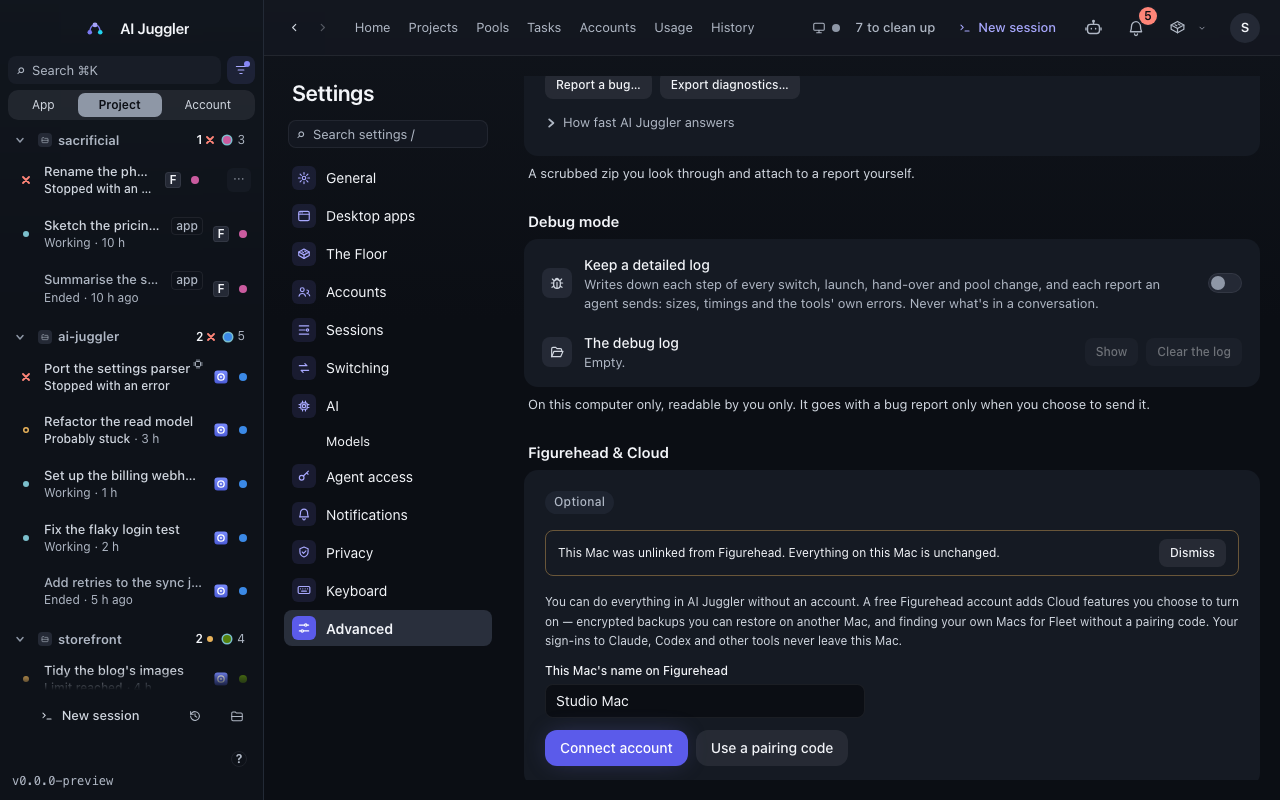 AI Juggler
Search ⌘K
App
Project
Account
sacrificial
1
3
Rename the ph...
F
Stopped with an ...
Sketch the pricin...
app
F
Working · 10 h
Summarise the s...
app
F
Ended · 10 h ago
ai-juggler
2
5
Port the settings parser
Stopped with an error
Refactor the read model
Probably stuck · 3 h
Set up the billing webh...
Working · 1 h
Fix the flaky login test
Working · 2 h
Add retries to the sync j...
Ended · 5 h ago
storefront
2
4
Tidy the blog's images
Limit reached · 4 h
New session
?
v0.0.0-preview
Home
Projects
Pools
Tasks
Accounts
Usage
History
7 to clean up
New session
5
S
Settings
Search settings /
General
Desktop apps
The Floor
Accounts
Sessions
Switching
AI
Models
Agent access
Notifications
Privacy
Keyboard
Advanced
Report a bug...
Export diagnostics...
How fast AI Juggler answers
A scrubbed zip you look through and attach to a report yourself.
Debug mode
Keep a detailed log
Writes down each step of every switch, launch, hand-over and pool change, and each report an
agent sends: sizes, timings and the tools' own errors. Never what's in a conversation.
The debug log
Empty.
Show
Clear the log
On this computer only, readable by you only. It goes with a bug report only when you choose to send it.
Figurehead & Cloud
Optional
This Mac was unlinked from Figurehead. Everything on this Mac is unchanged.
Dismiss
You can do everything in AI Juggler without an account. A free Figurehead account adds Cloud features you choose to turn
on — encrypted backups you can restore on another Mac, and finding your own Macs for Fleet without a pairing code. Your
sign-ins to Claude, Codex and other tools never leave this Mac.
This Mac's name on Figurehead
Studio Mac
Connect account
Use a pairing code